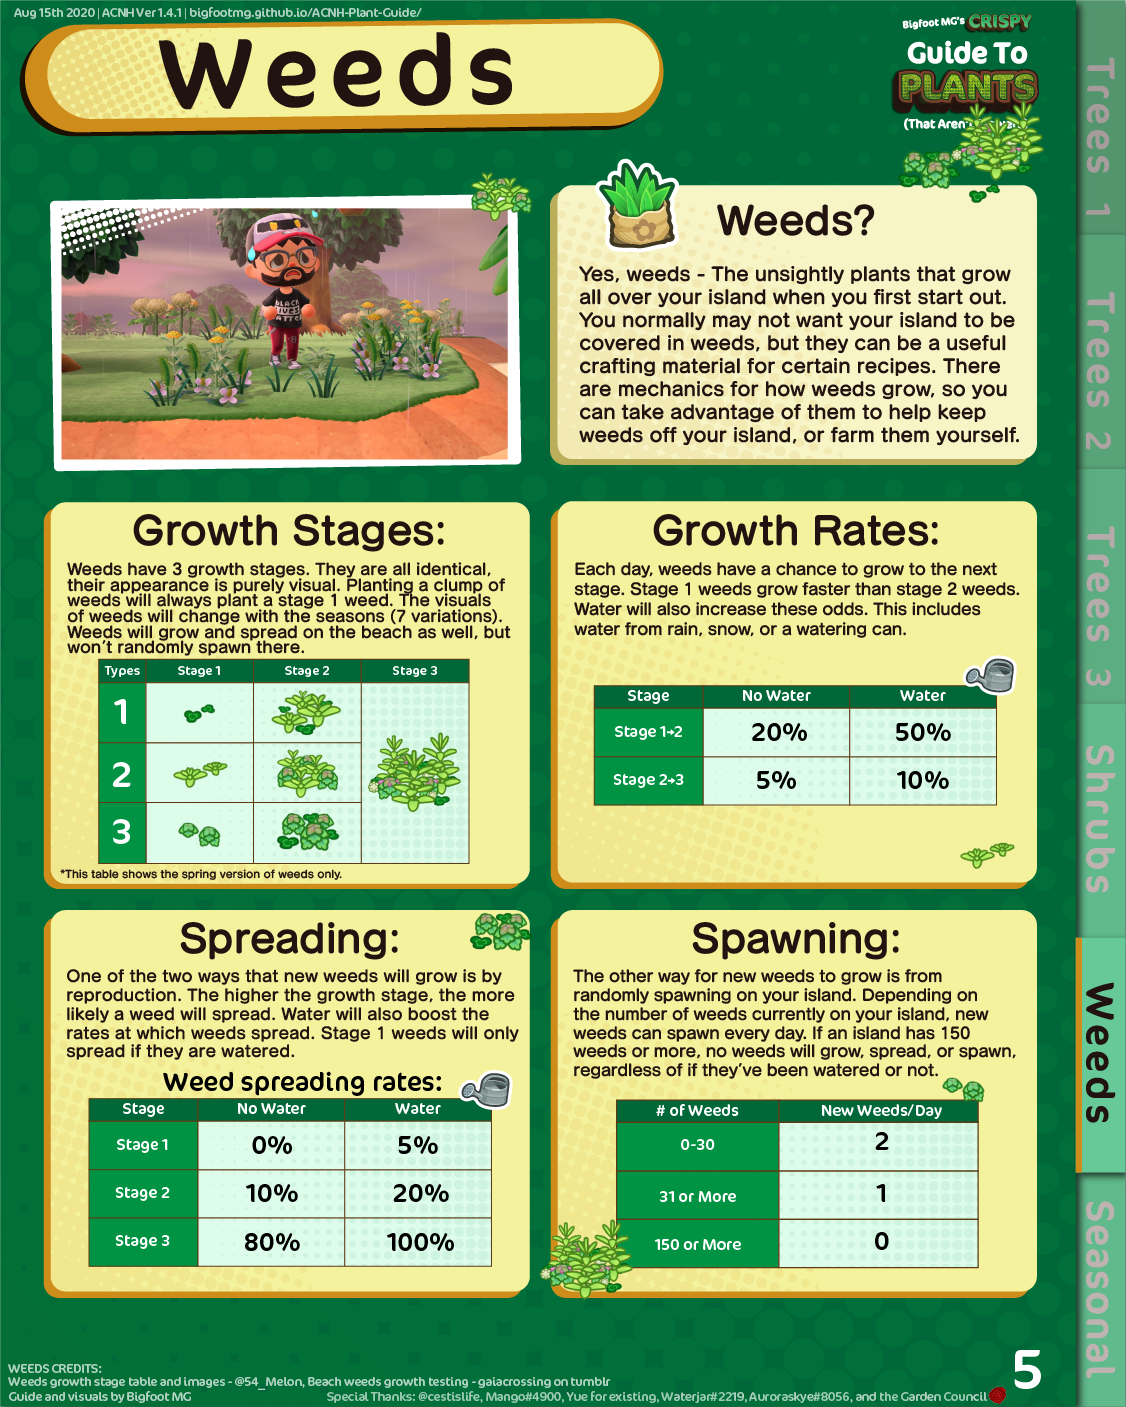 Aug 15th 2020 | ACNH Ver 1.4.1 | bigfootmg.github.io/ACNH-Plant-Guide/
Weeds
Bigfoot MG's CRISPY
Guide To
PLANTS
(That Aren't
Weeds?
Yes, weeds - The unsightly plants that grow
all over your island when you first start out.
You normally may not want your island to be
covered in weeds, but they can be a useful
crafting material for certain recipes. There
are mechanics for how weeds grow, so you
can take advantage of them to help keep
weeds off your island, or farm them yourself.
BLACK
LIVES
Growth Stages:
Weeds have 3 growth stages. They are all identical,
their appearance is purely visual. Planting a clump of
weeds will always plant a stage 1 weed. The visuals
of weeds will change with the seasons (7 variations).
Weeds will grow and spread on the beach as well, but
won't randomly spawn there.
Types Stage 1 Stage 2 Stage 3
1
2
3
*This table shows the spring version of weeds only.
Growth Rates:
Each day, weeds have a chance to grow to the next
stage. Stage 1 weeds grow faster than stage 2 weeds.
Water will also increase these odds. This includes
water from rain, snow, or a watering can.
Stage No Water Water
Stage 1→2 20% 50%
Stage 2→3 5% 10%
Spreading:
One of the two ways that new weeds will grow is by
reproduction. The higher the growth stage, the more
likely a weed will spread. Water will also boost the
rates at which weeds spread. Stage 1 weeds will only
spread if they are watered.
Weed spreading rates:
Stage No Water Water
Stage 1 0% 5%
Stage 2 10% 20%
Stage 3 80% 100%
Spawning:
The other way for new weeds to grow is from
randomly spawning on your island. Depending on
the number of weeds currently on your island, new
weeds can spawn every day. If an island has 150
weeds or more, no weeds will grow, spread, or spawn,
regardless of if they've been watered or not.
# of Weeds New Weeds/Day
0-30 2
31 or More 1
150 or More 0
Trees 1
Trees 2
Trees 3
Shrubs
Weeds
Seasonal
WEEDS CREDITS:
Weeds growth stage table and images - @54_Melon, Beach weeds growth testing - gaiacrossing on tumblr
Guide and visuals by Bigfoot MG
Special Thanks: @cestislife, Mango#4900, Yue for existing, Waterjar#2219, Auroraskye#8056, and the Garden Council
5